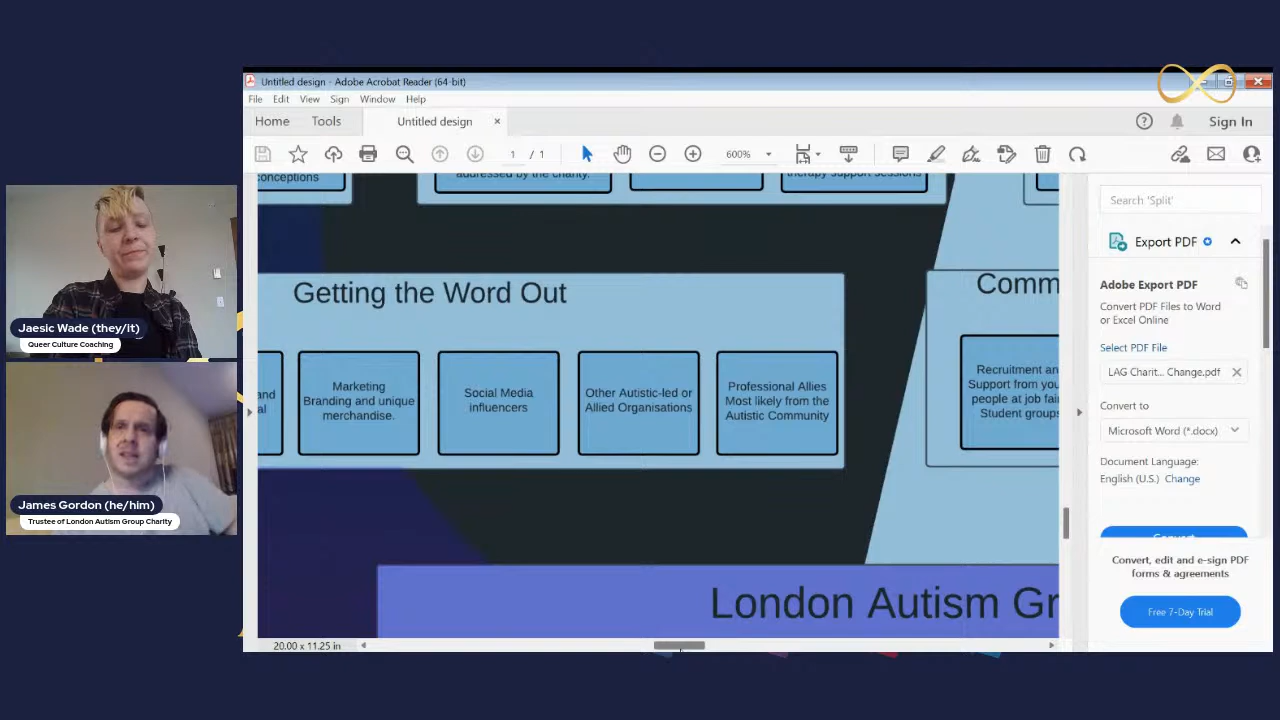 Untitled design - Adobe Acrobat Reader (64-bit)
File Edit View Sign Window Help
Home Tools Untitled design ×
Sign In
1 / 1
600%
conceptions
addressed by the charity.
therapy support sessions
Getting the Word Out
and
al
Marketing
Branding and unique
merchandise.
Social Media
influencers
Other Autistic-led or
Allied Organisations
Professional Allies
Most likely from the
Autistic Community
Comm
Recruitment an
Support from you
people at job fai
Student groups
London Autism Gr
20.00 x 11.25 in
Search 'Split'
Export PDF
Adobe Export PDF
Convert PDF Files to Word
or Excel Online
Select PDF File
LAG Charit... Change.pdf
Convert to
Microsoft Word (*.docx)
Document Language:
English (U.S.) Change
Convert
Convert, edit and e-sign PDF
forms & agreements
Free 7-Day Trial
Jaesic Wade (they/it)
Queer Culture Coaching
James Gordon (he/him)
Trustee of London Autism Group Charity